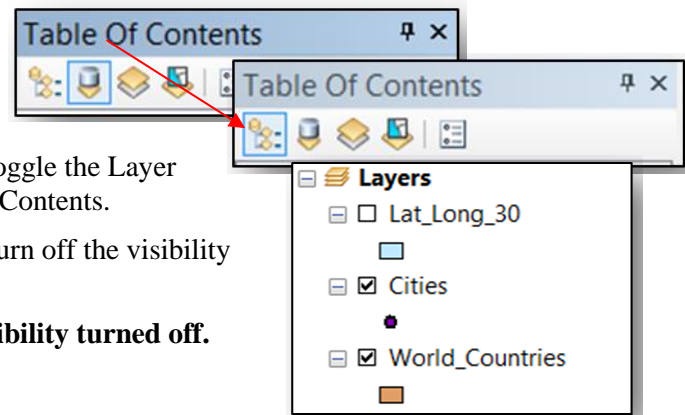 Table Of Contents
Table Of Contents
oggle the Layer
Contents.
urn off the visibility
ibility turned off.
Layers
Lat_Long_30
Cities
World_Countries